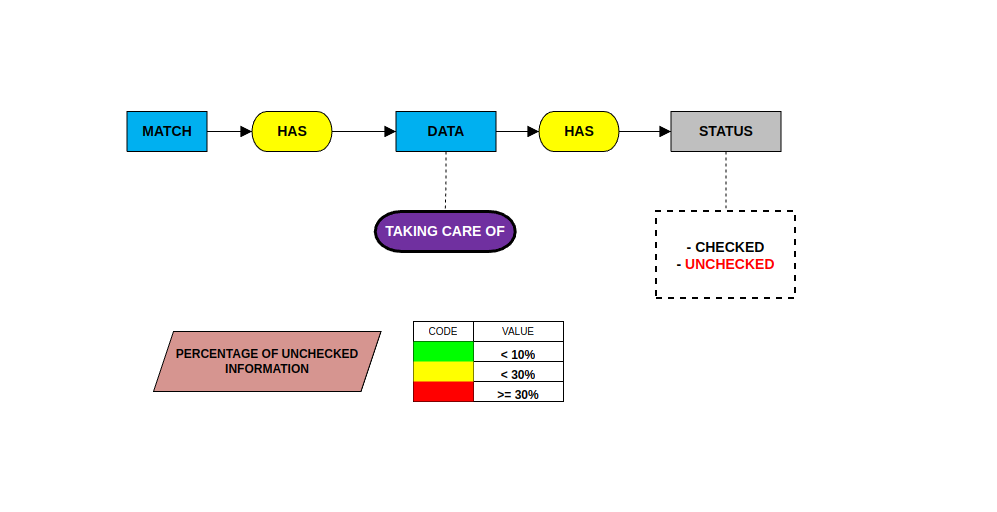 MATCH
HAS
DATA
HAS
STATUS
TAKING CARE OF
- CHECKED
- UNCHECKED
PERCENTAGE OF UNCHECKED
INFORMATION
CODE VALUE
< 10%
< 30%
>= 30%